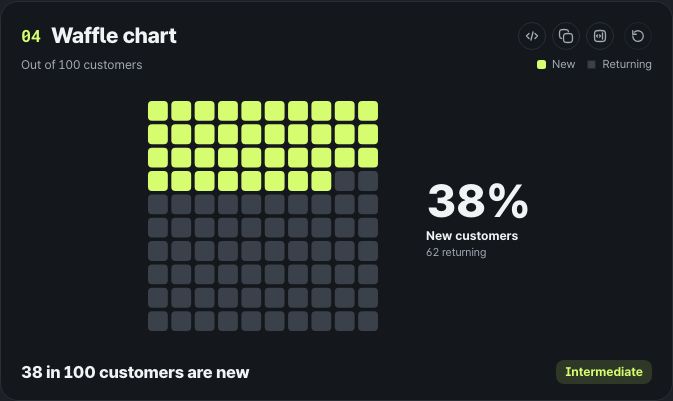 04 Waffle chart
</>
Out of 100 customers
New
Returning
38%
New customers
62 returning
38 in 100 customers are new
Intermediate